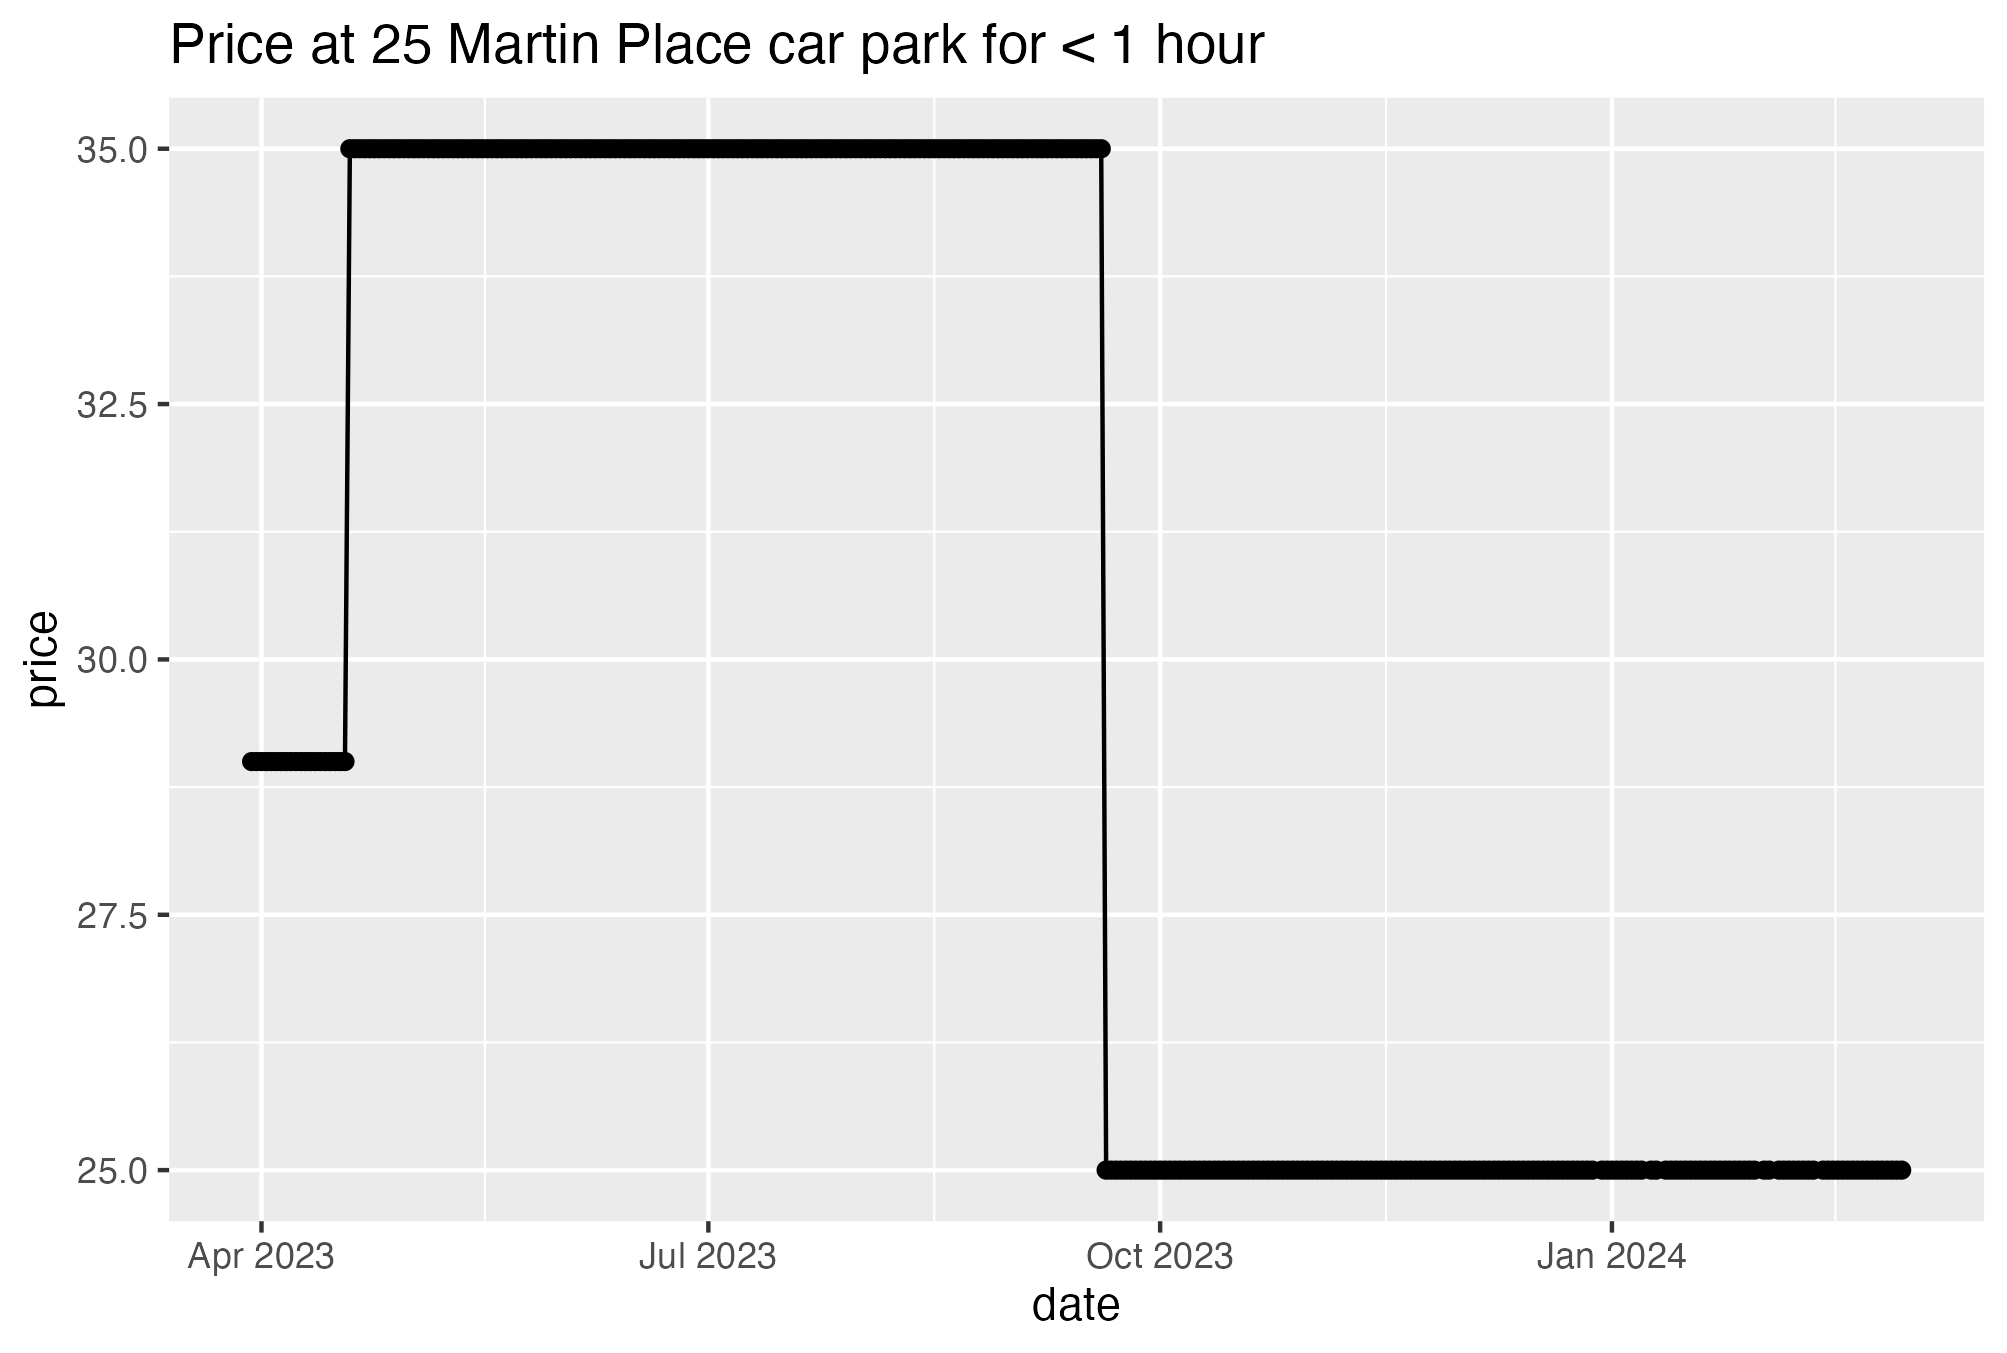 Price at 25 Martin Place car park for < 1 hour
35.0
32.5
30.0
27.5
25.0
price
Apr 2023
Jul 2023
Oct 2023
Jan 2024
date